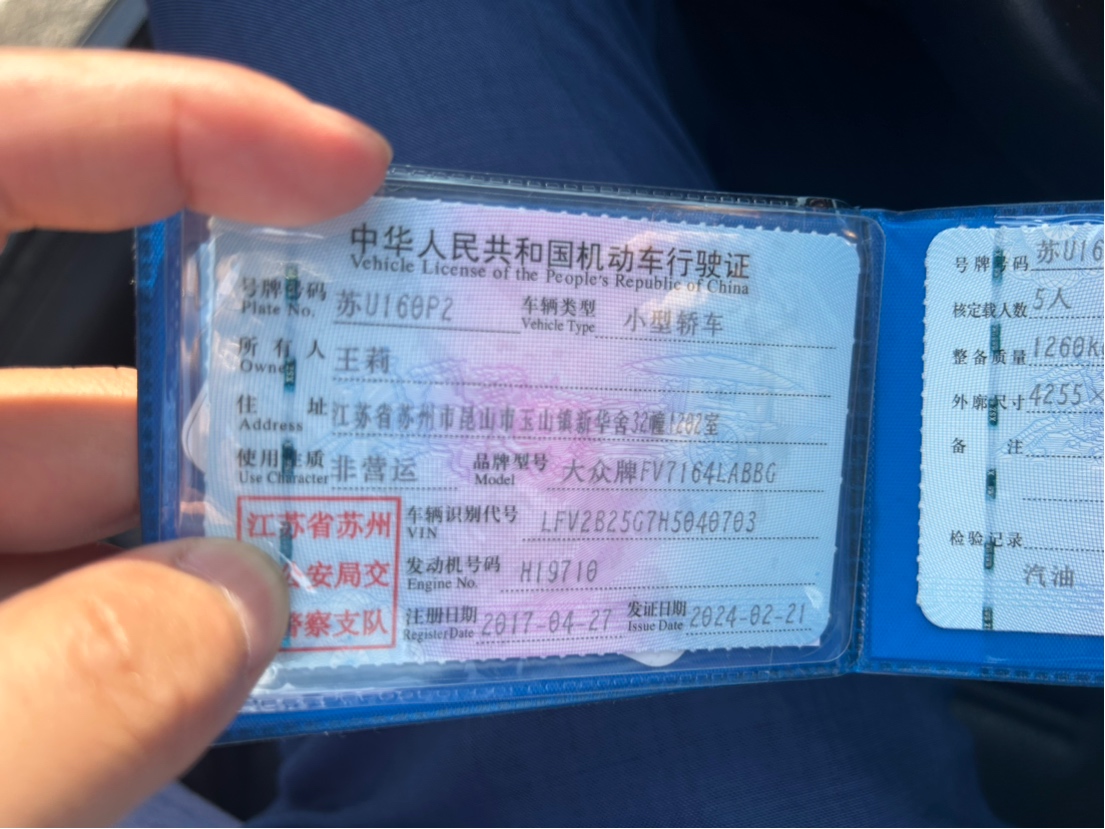 中华人民共和国机动车行驶证
Vehicle License of the People's Republic of China
号牌号码 苏U160P2 车辆类型 小型轿车
Plate No. Vehicle Type
所有人 王莉
Owner
住址 江苏省苏州市昆山市玉山镇新华舍32幢1202室
Address
使用性质 非营运 品牌型号 大众牌FV7164LABBG
Use Character Model
江苏省苏州
公安局交
警察支队
车辆识别代号 LFV2B25G7H5040703
VIN
发动机号码 H19710
Engine No.
注册日期 2017-04-27 发证日期 2024-02-21
Register Date Issue Date
号牌号码 苏U16
核定载人数 5人
整备质量 1260K
外廓尺寸 4255×
备注
检验记录
汽油